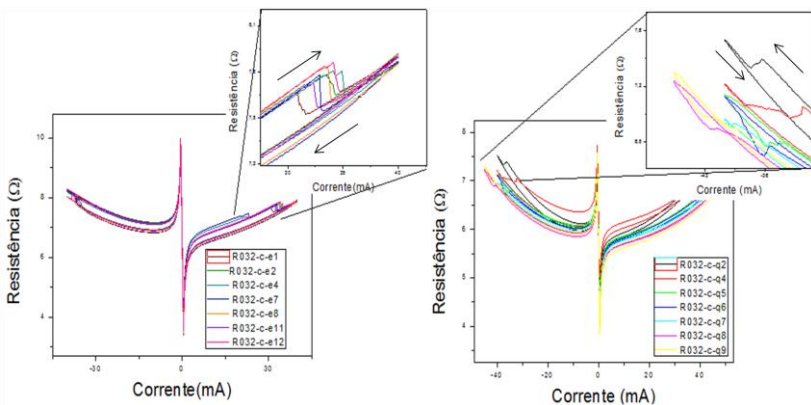 Resistência (Ω)
30
35
40
Corrente(mA)
Resistência (Ω)
10
8
6
4
-30
0
30
Corrente(mA)
R032-c-e1
R032-c-e2
R032-c-e4
R032-c-e7
R032-c-e8
R032-c-e11
R032-c-e12
Resistência (Ω)
Corrente (mA)
Resistência (Ω)
8
7
6
5
4
-40
-20
0
20
40
Corrente (mA)
R032-c-q2
R032-c-q4
R032-c-q5
R032-c-q6
R032-c-q7
R032-c-q8
R032-c-q9